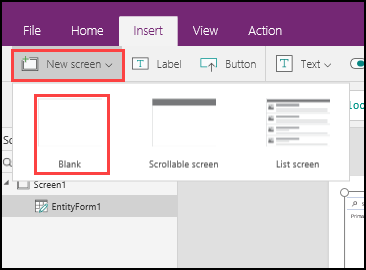 File Home Insert View Action
New screen Label Button Text
Blank Scrollable screen List screen
Screen1
EntityForm1